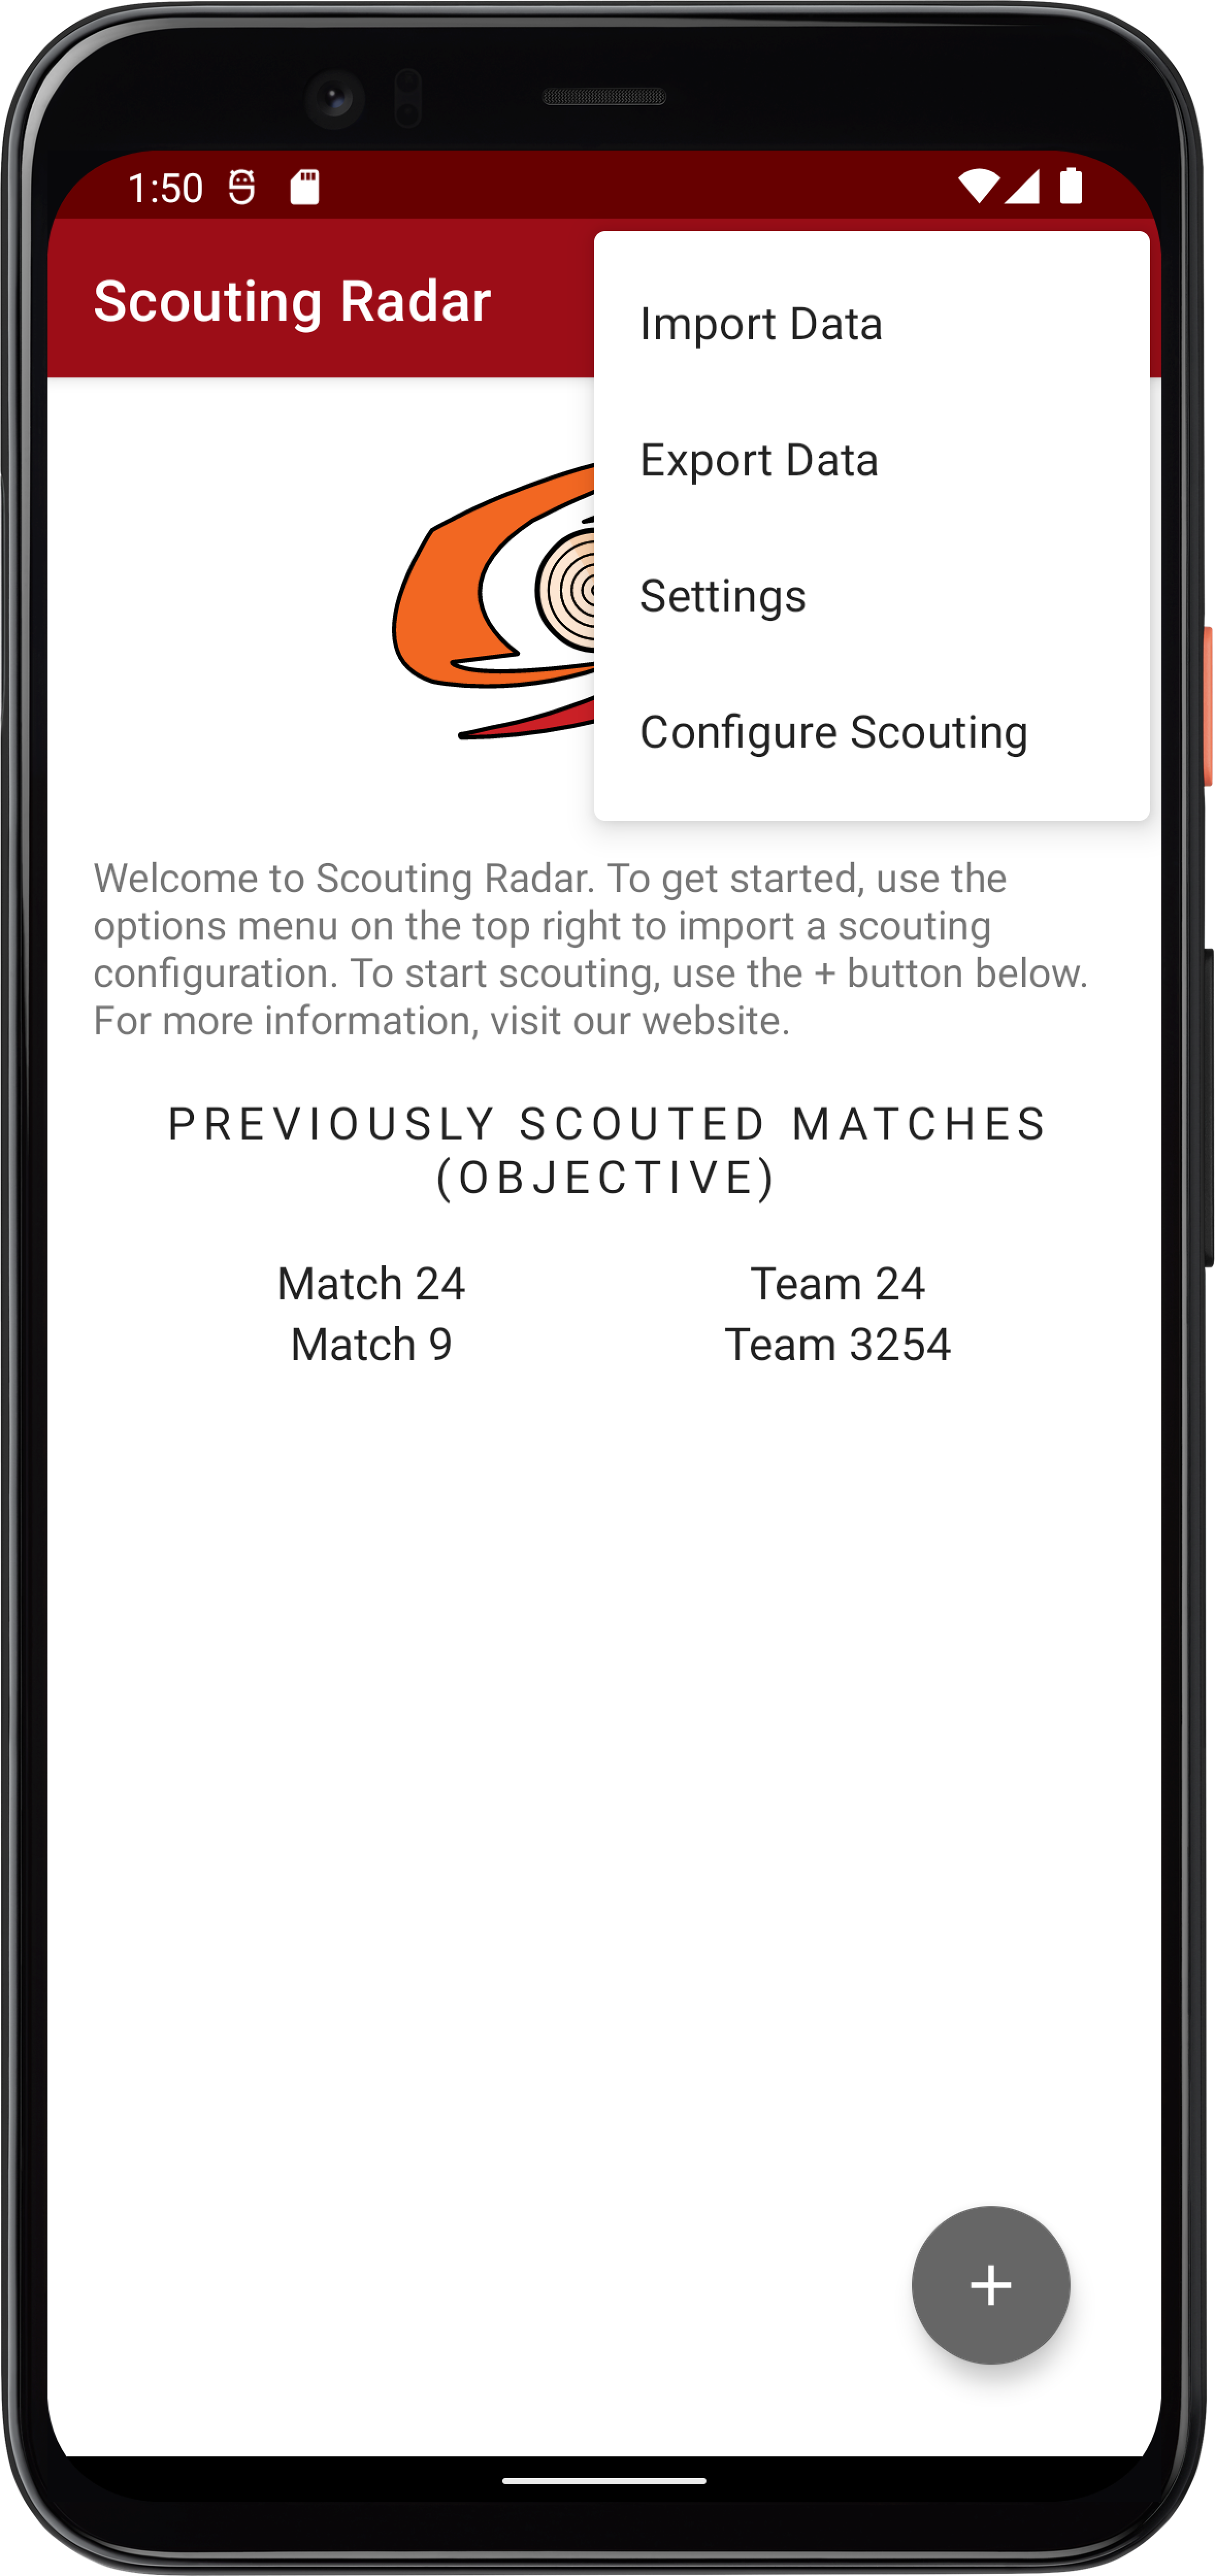 1:50
Scouting Radar
Import Data
Export Data
Settings
Configure Scouting
Welcome to Scouting Radar. To get started, use the
options menu on the top right to import a scouting
configuration. To start scouting, use the + button below.
For more information, visit our website.
PREVIOUSLY SCOUTED MATCHES
(OBJECTIVE)
Match 24 Team 24
Match 9 Team 3254
+